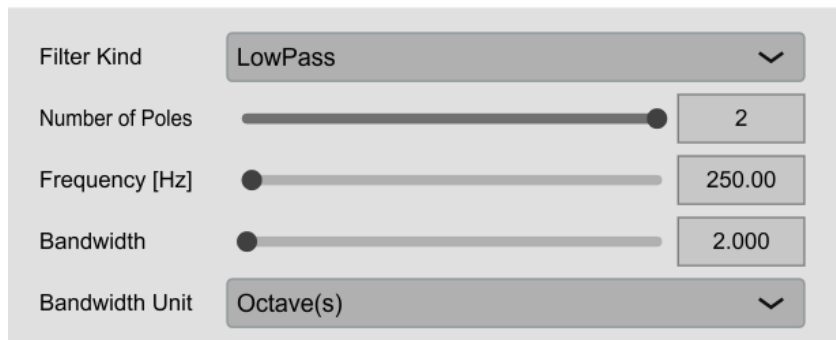 Filter Kind LowPass
Number of Poles 2
Frequency [Hz] 250.00
Bandwidth 2.000
Bandwidth Unit Octave(s)